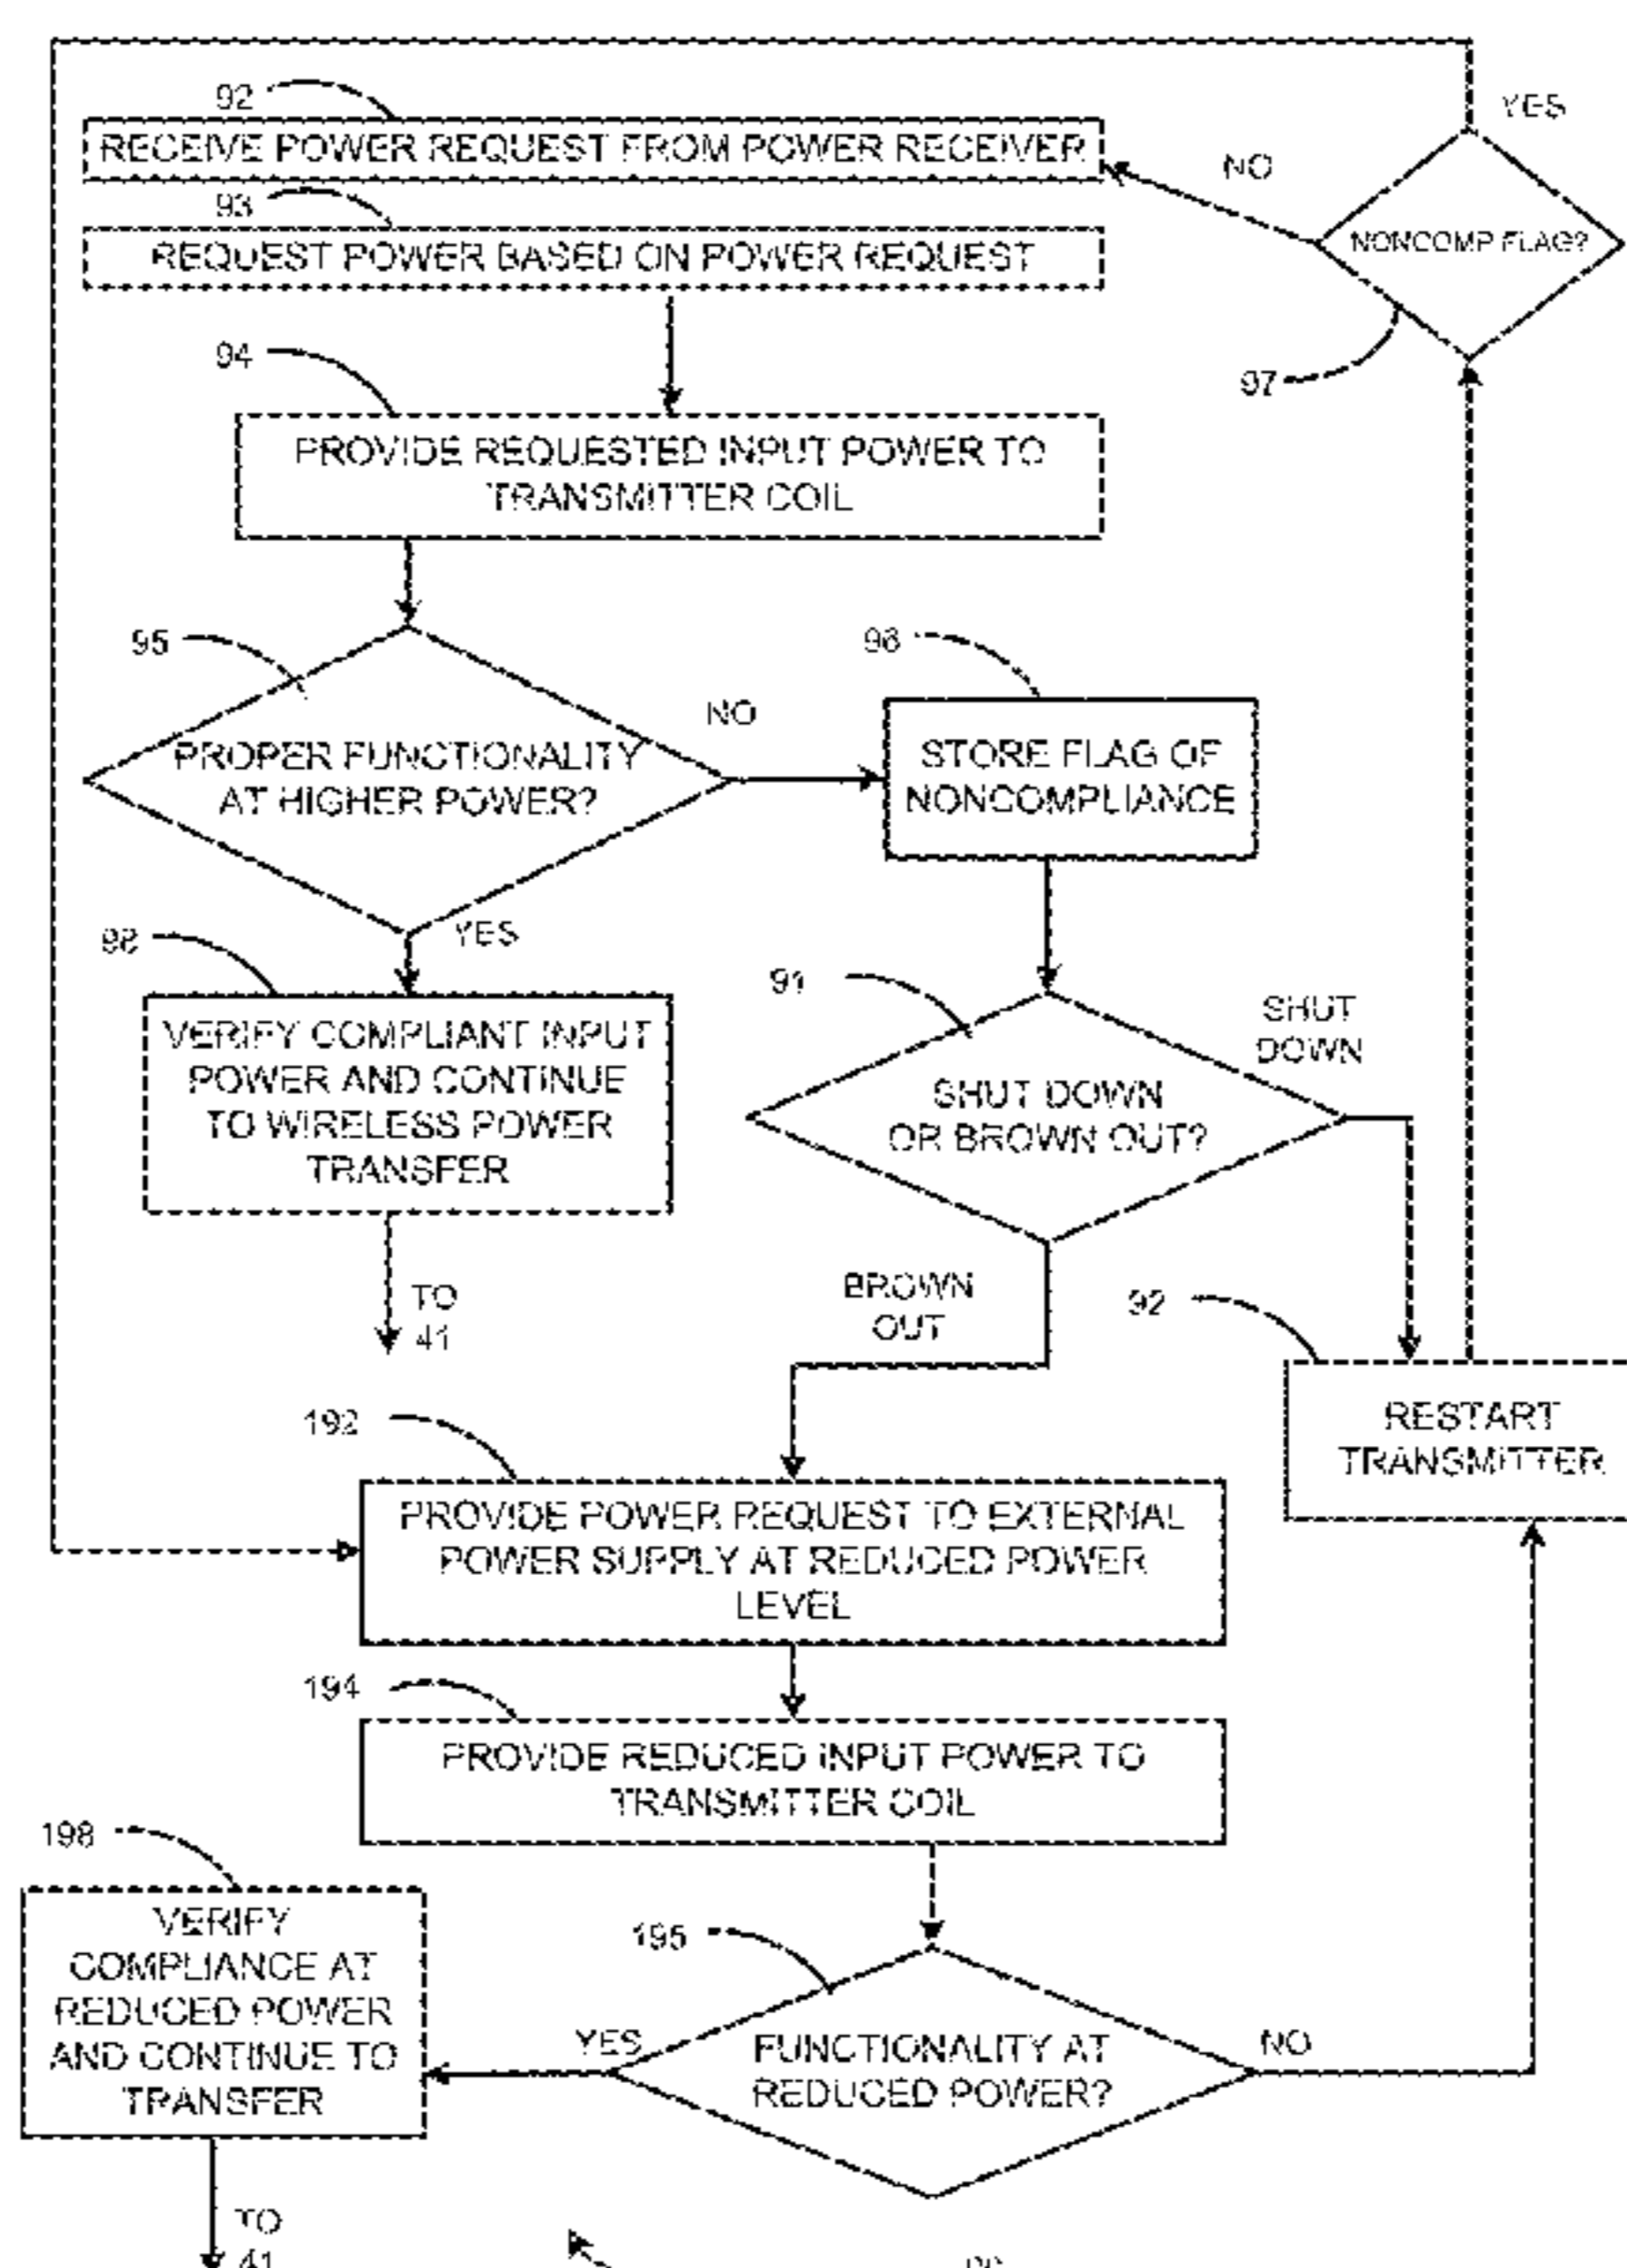 92
YES
RECEIVE POWER REQUEST FROM POWER RECEIVER
NO
93
NONCOMP FLAG?
REQUEST POWER BASED ON POWER REQUEST
94
97
PROVIDE REQUESTED INPUT POWER TO
TRANSMITTER COIL
95
96
NO
PROPER FUNCTIONALITY
AT HIGHER POWER?
STORE FLAG OF
NONCOMPLIANCE
YES
98
91
SHUT
DOWN
VERIFY COMPLIANT INPUT
POWER AND CONTINUE
TO WIRELESS POWER
TRANSFER
SHUT DOWN
OR BROWN OUT?
TO
41
BROWN
OUT
92
192
RESTART
TRANSMITTER
PROVIDE POWER REQUEST TO EXTERNAL
POWER SUPPLY AT REDUCED POWER
LEVEL
194
PROVIDE REDUCED INPUT POWER TO
TRANSMITTER COIL
198
VERIFY
COMPLIANCE AT
REDUCED POWER
AND CONTINUE TO
TRANSFER
195
YES
FUNCTIONALITY AT
REDUCED POWER?
NO
TO
41